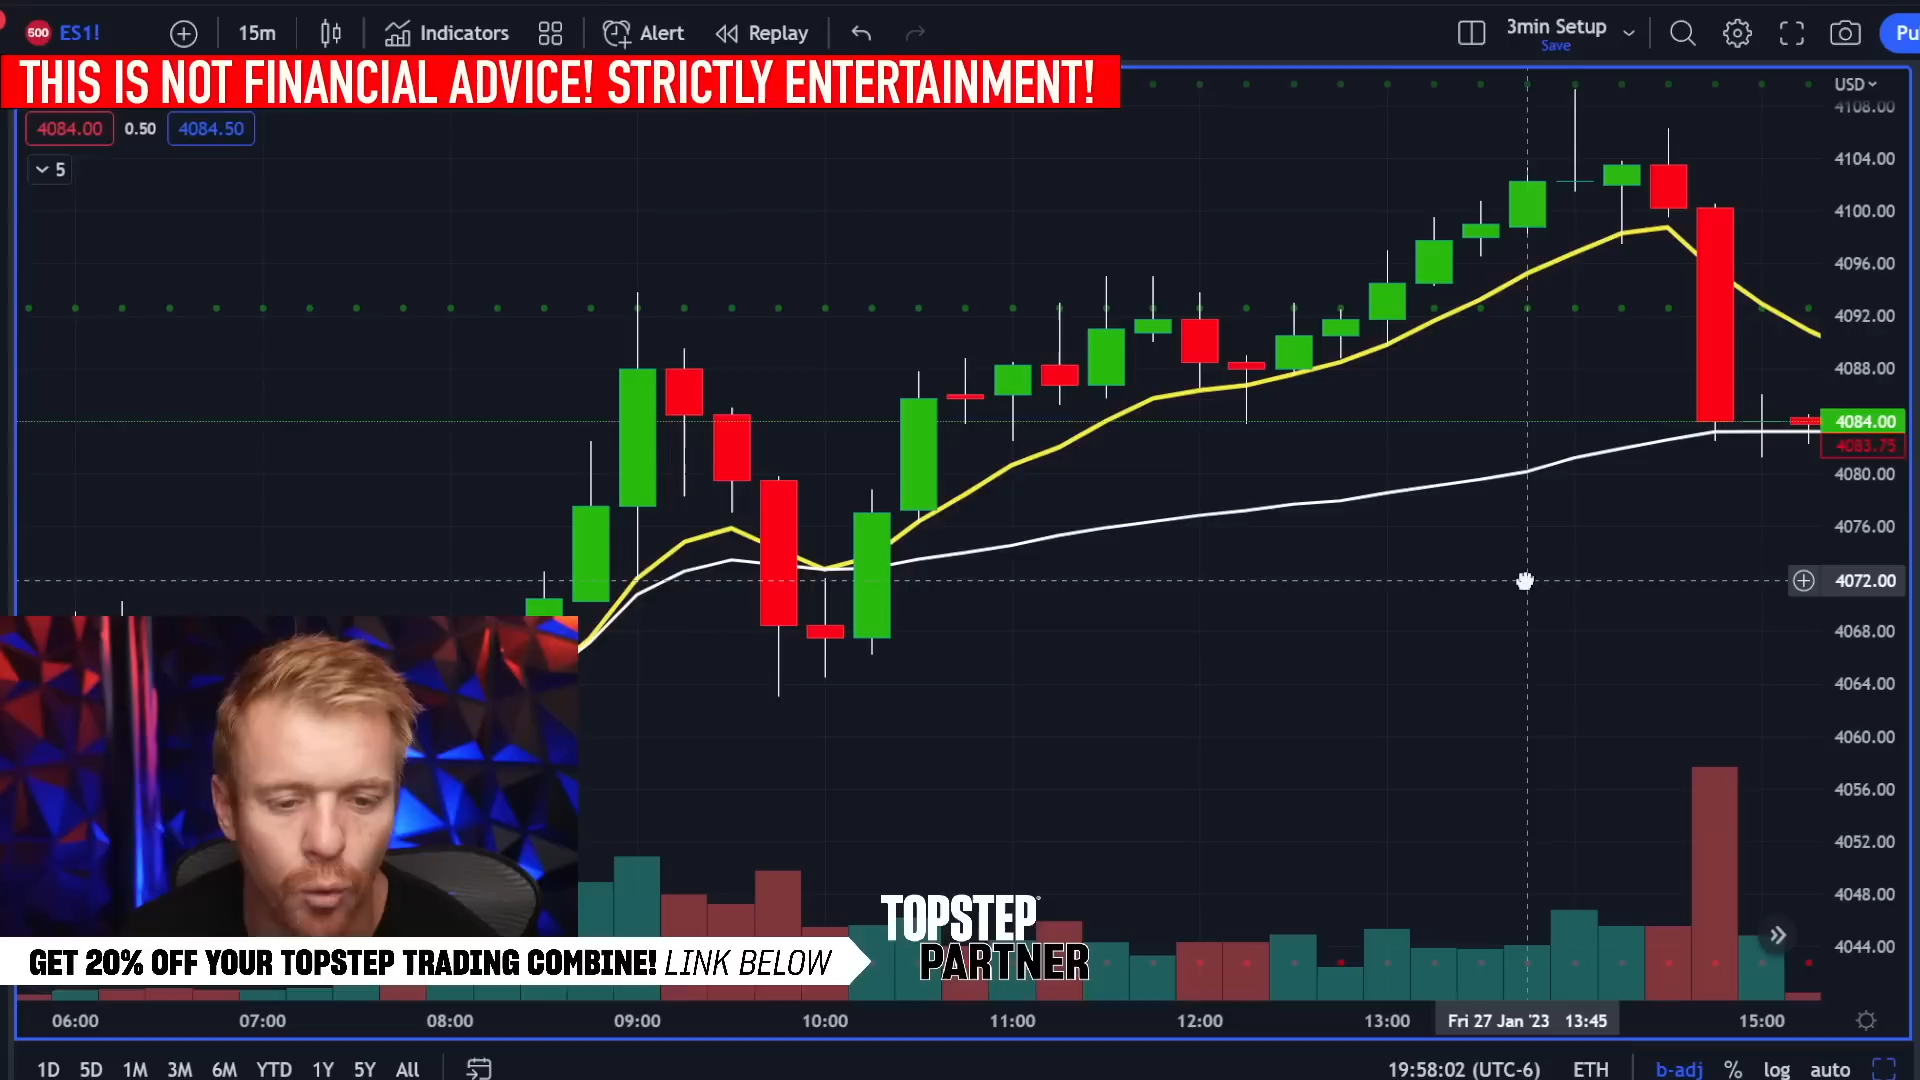 500 ES1! 15m Indicators Alert Replay 3min Setup Save Pu
THIS IS NOT FINANCIAL ADVICE! STRICTLY ENTERTAINMENT!
USD
4108.00
4084.00 0.50 4084.50
4104.00
5
4100.00
4096.00
4092.00
4088.00
4084.00
4083.75
4080.00
4076.00
4072.00
4068.00
4064.00
4060.00
4056.00
4052.00
4048.00
4044.00
TOPSTEP
PARTNER
GET 20% OFF YOUR TOPSTEP TRADING COMBINE! LINK BELOW
06:00 07:00 08:00 09:00 10:00 11:00 12:00 13:00 Fri 27 Jan '23 13:45 15:00
1D 5D 1M 3M 6M YTD 1Y 5Y All 19:58:02 (UTC-6) ETH b-adj % log auto